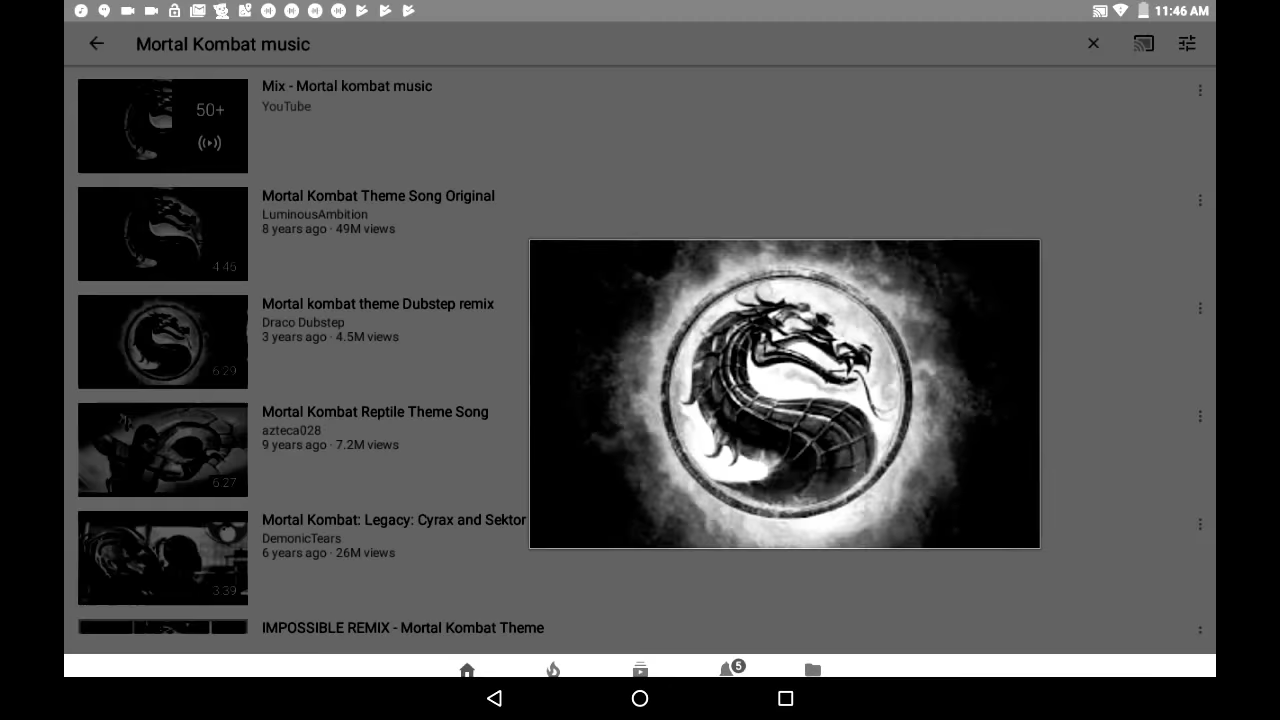 11:46 AM
Mortal Kombat music
Mix - Mortal kombat music
YouTube
50+
Mortal Kombat Theme Song Original
LuminousAmbition
8 years ago · 49M views
4:45
Mortal kombat theme Dubstep remix
Draco Dubstep
3 years ago · 4.5M views
6:29
Mortal Kombat Reptile Theme Song
azteca028
9 years ago · 7.2M views
6:27
Mortal Kombat: Legacy: Cyrax and Sektor
DemonicTears
6 years ago · 26M views
3:39
IMPOSSIBLE REMIX - Mortal Kombat Theme
5